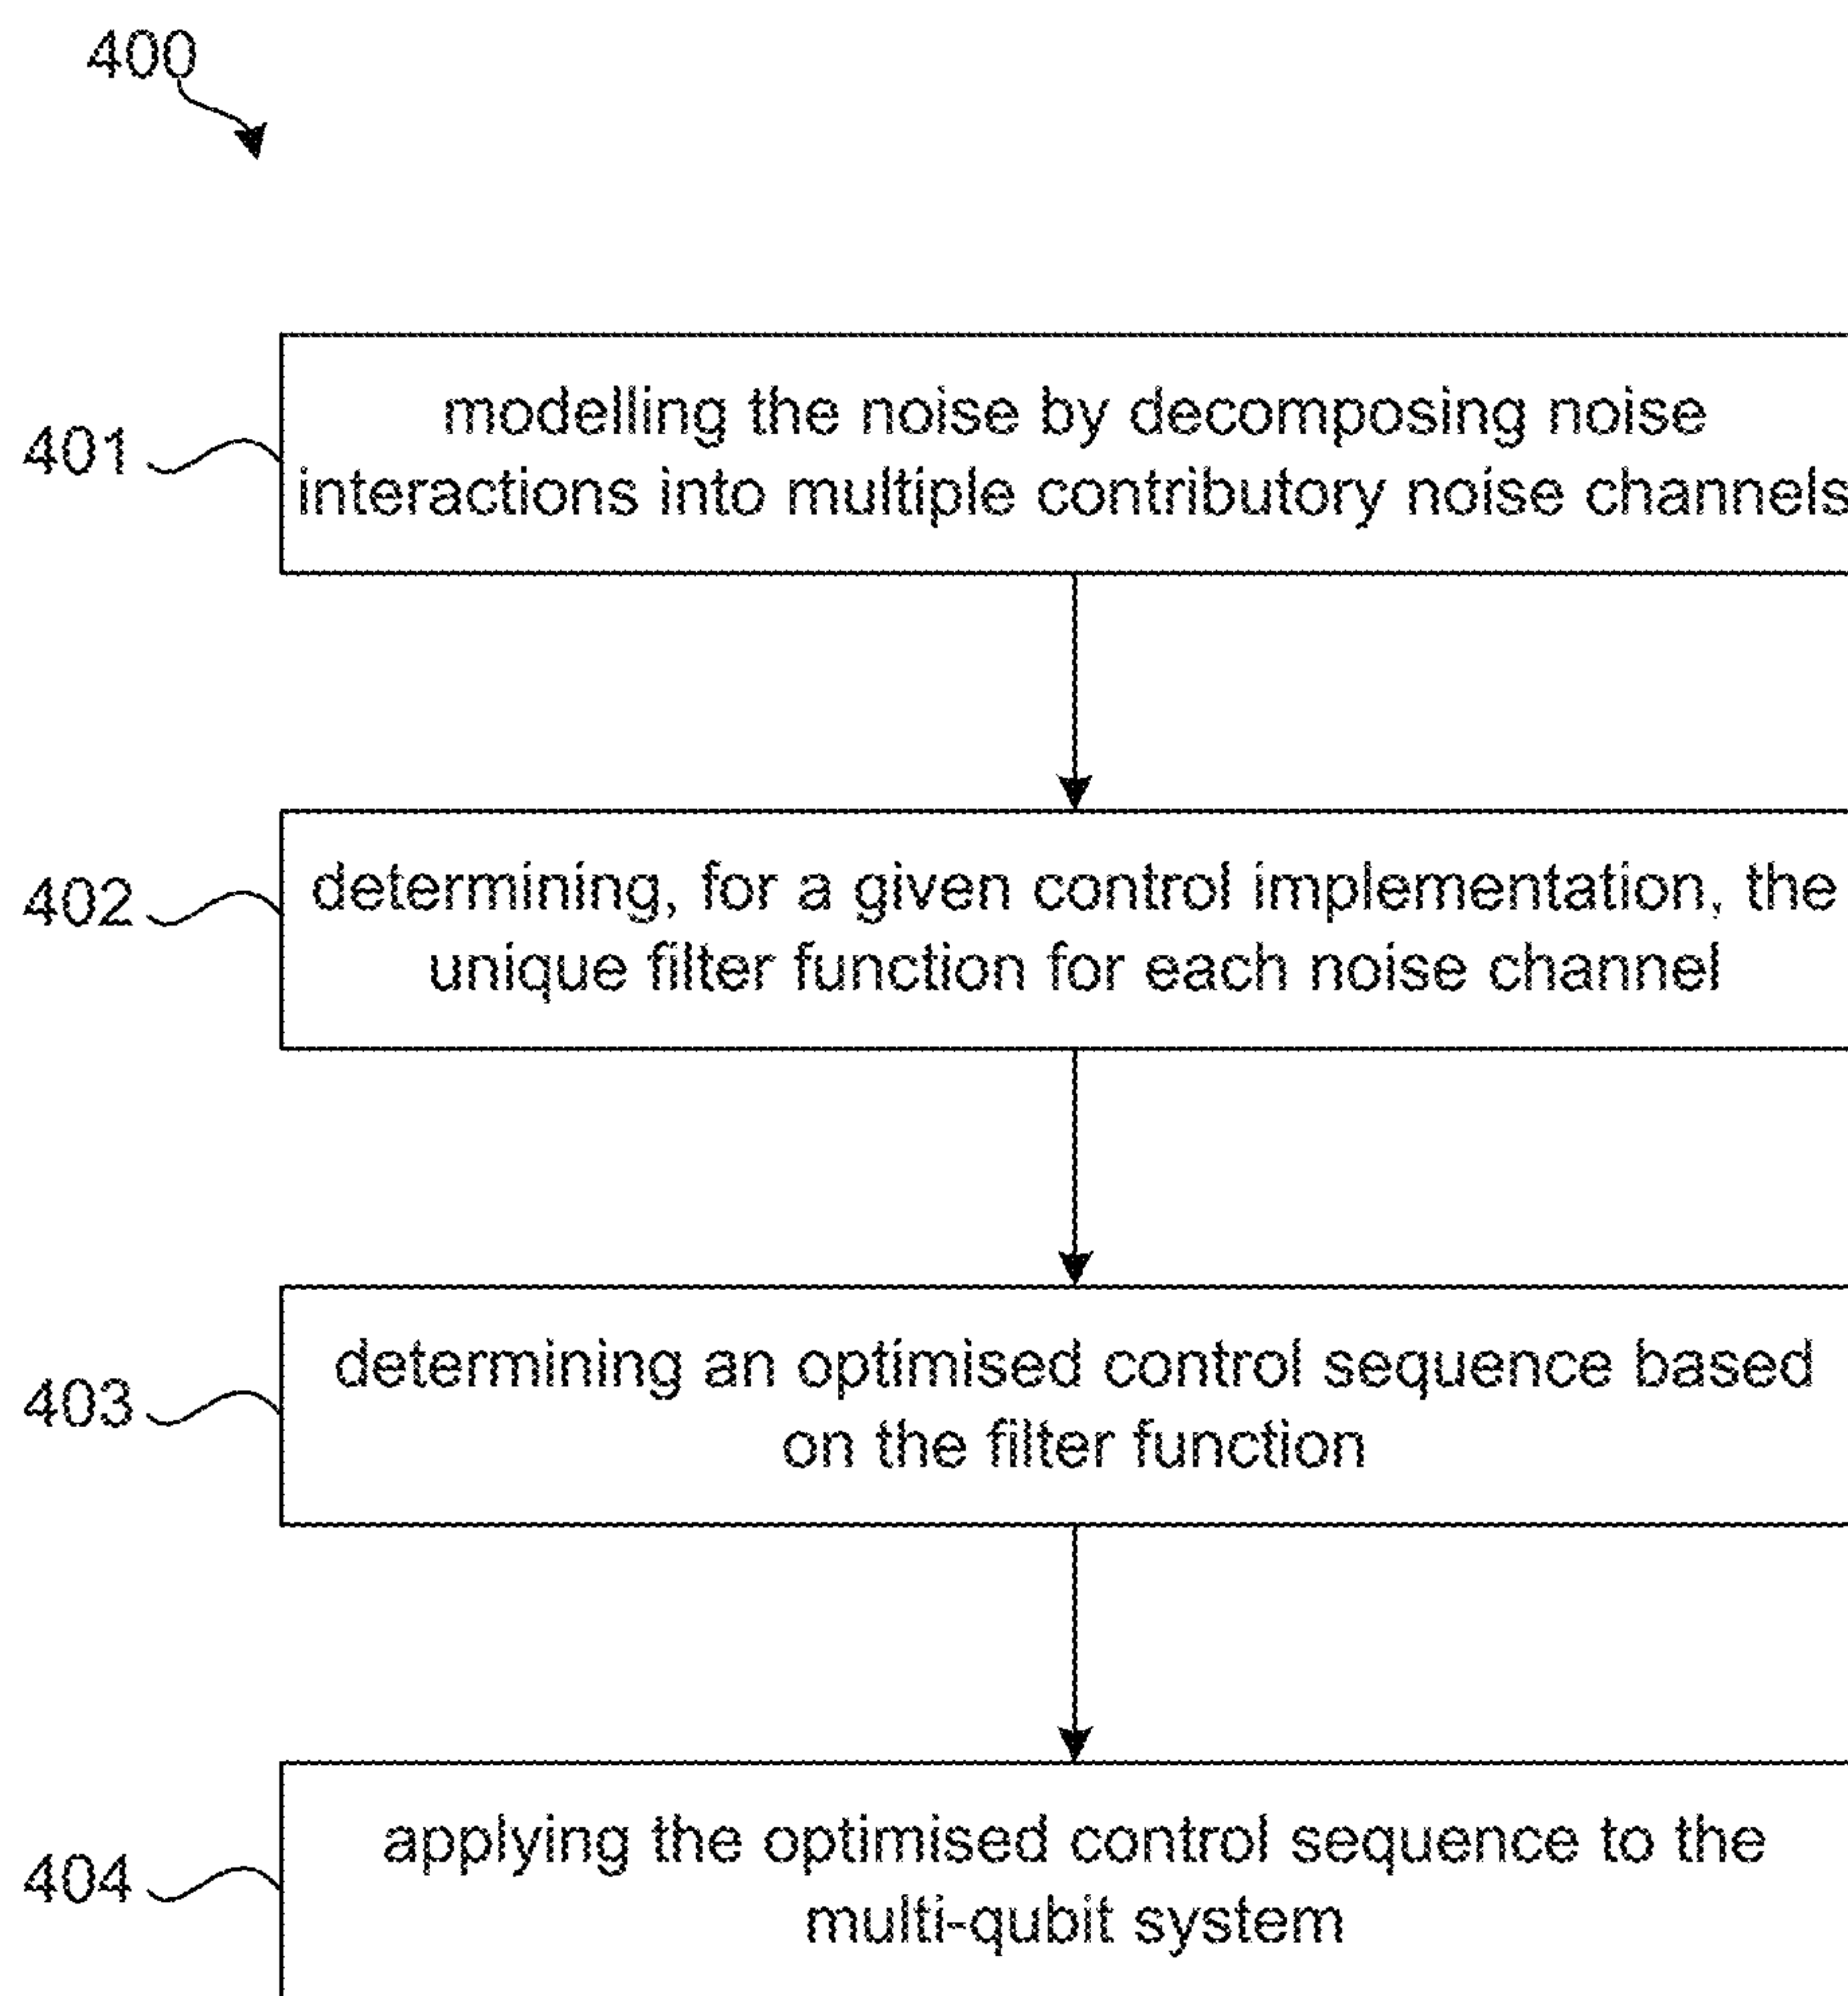 400
401
modelling the noise by decomposing noise
interactions into multiple contributory noise channels
402
determining, for a given control implementation, the
unique filter function for each noise channel
403
determining an optimised control sequence based
on the filter function
404
applying the optimised control sequence to the
multi-qubit system